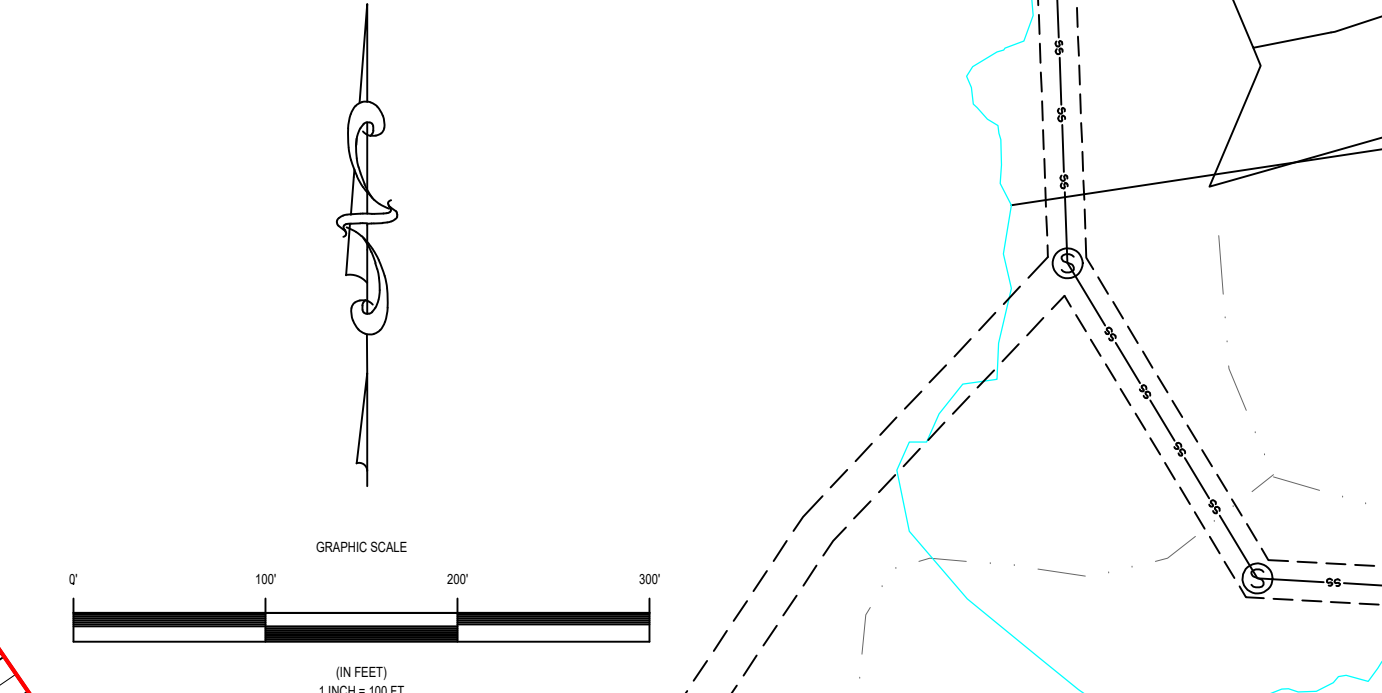 SS
SS
SS
S
SS
SS
SS
SS
S
SS
GRAPHIC SCALE
0' 100' 200' 300'
(IN FEET)
1 INCH = 100 FT